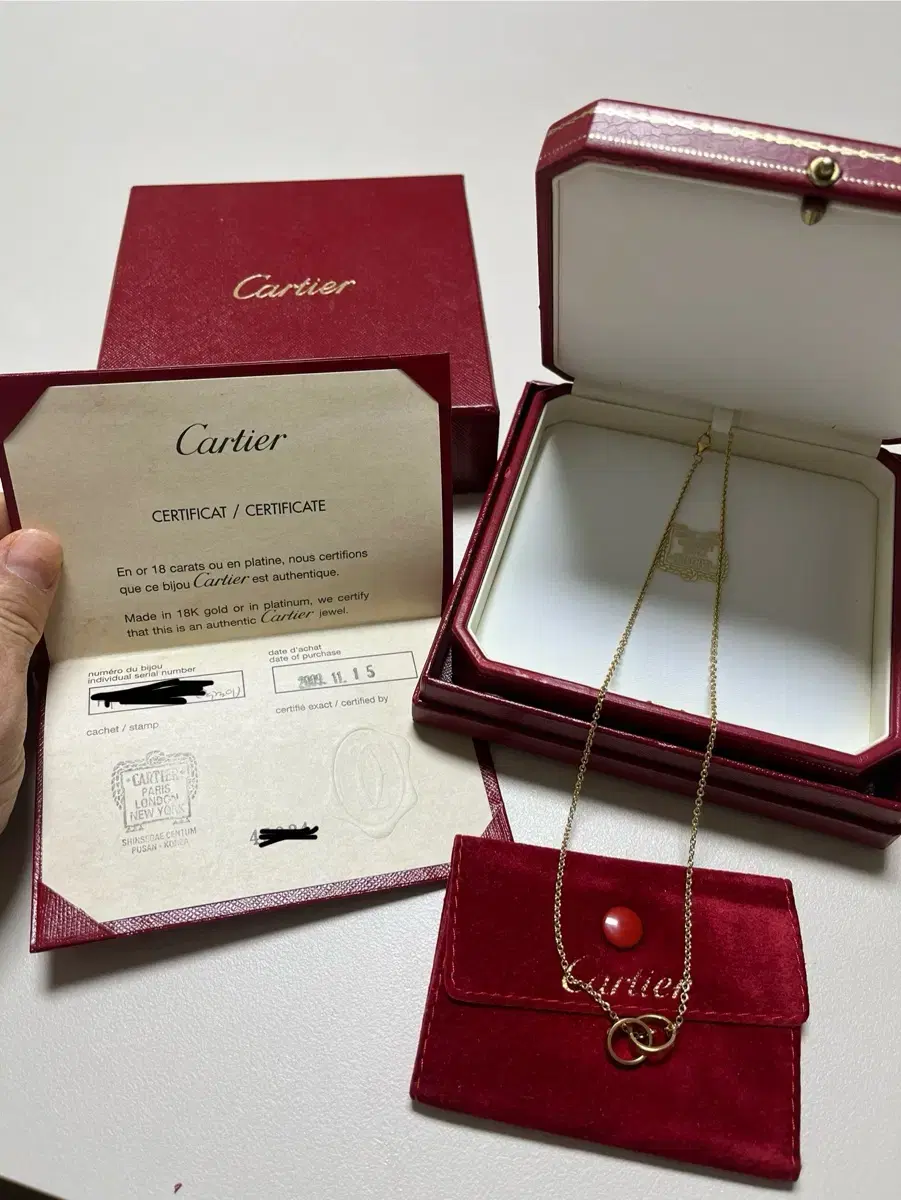 Cartier
Cartier
CERTIFICAT / CERTIFICATE
En or 18 carats ou en platine, nous certifions
que ce bijou Cartier est authentique.
Made in 18K gold or in platinum, we certify
that this is an authentic Cartier jewel.
numéro du bijou
individual serial number
date d'achat
date of purchase
2009. 11. 15
cachet / stamp
certifié exact / certified by
CARTIER
PARIS
LONDON
NEW YORK
SHINSEGAE CENTUM
PUSAN - KOREA
Cartier